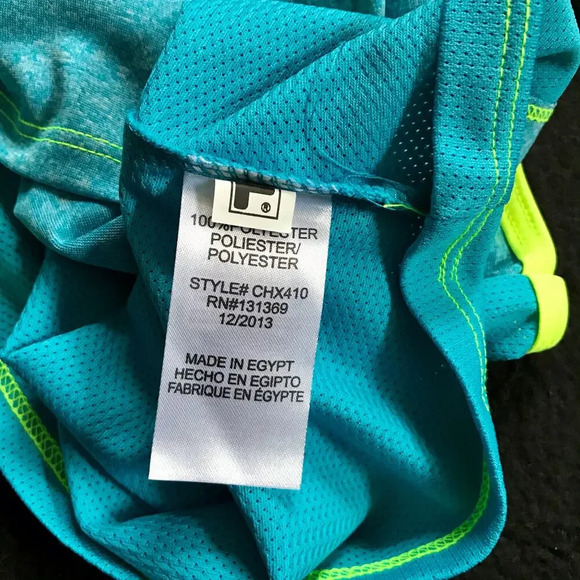 F®
100% POLYESTER
POLIESTER/
POLYESTER
STYLE# CHX410
RN#131369
12/2013
MADE IN EGYPT
HECHO EN EGIPTO
FABRIQUE EN ÉGYPTE